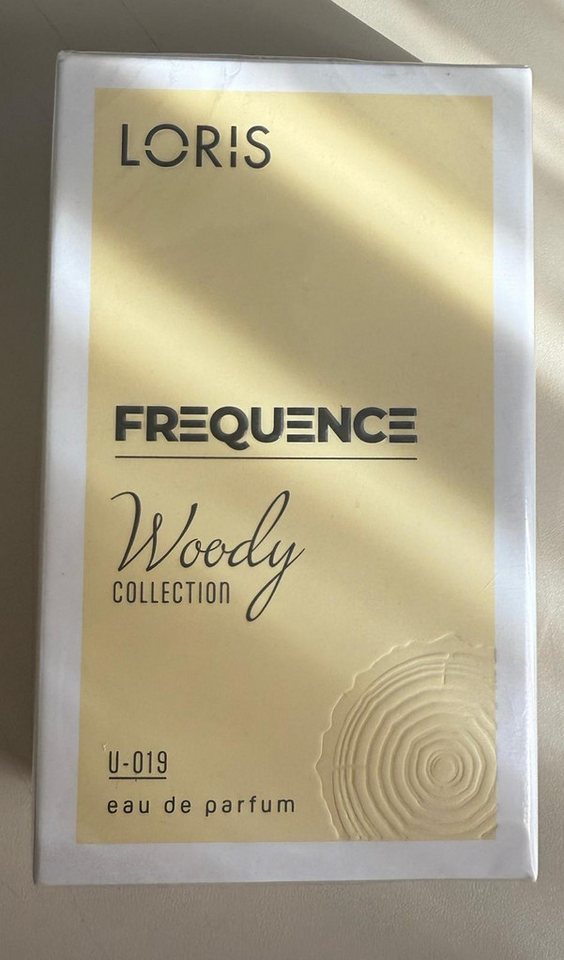 LORIS
FREQUENCE
Woody
COLLECTION
U-019
eau de parfum